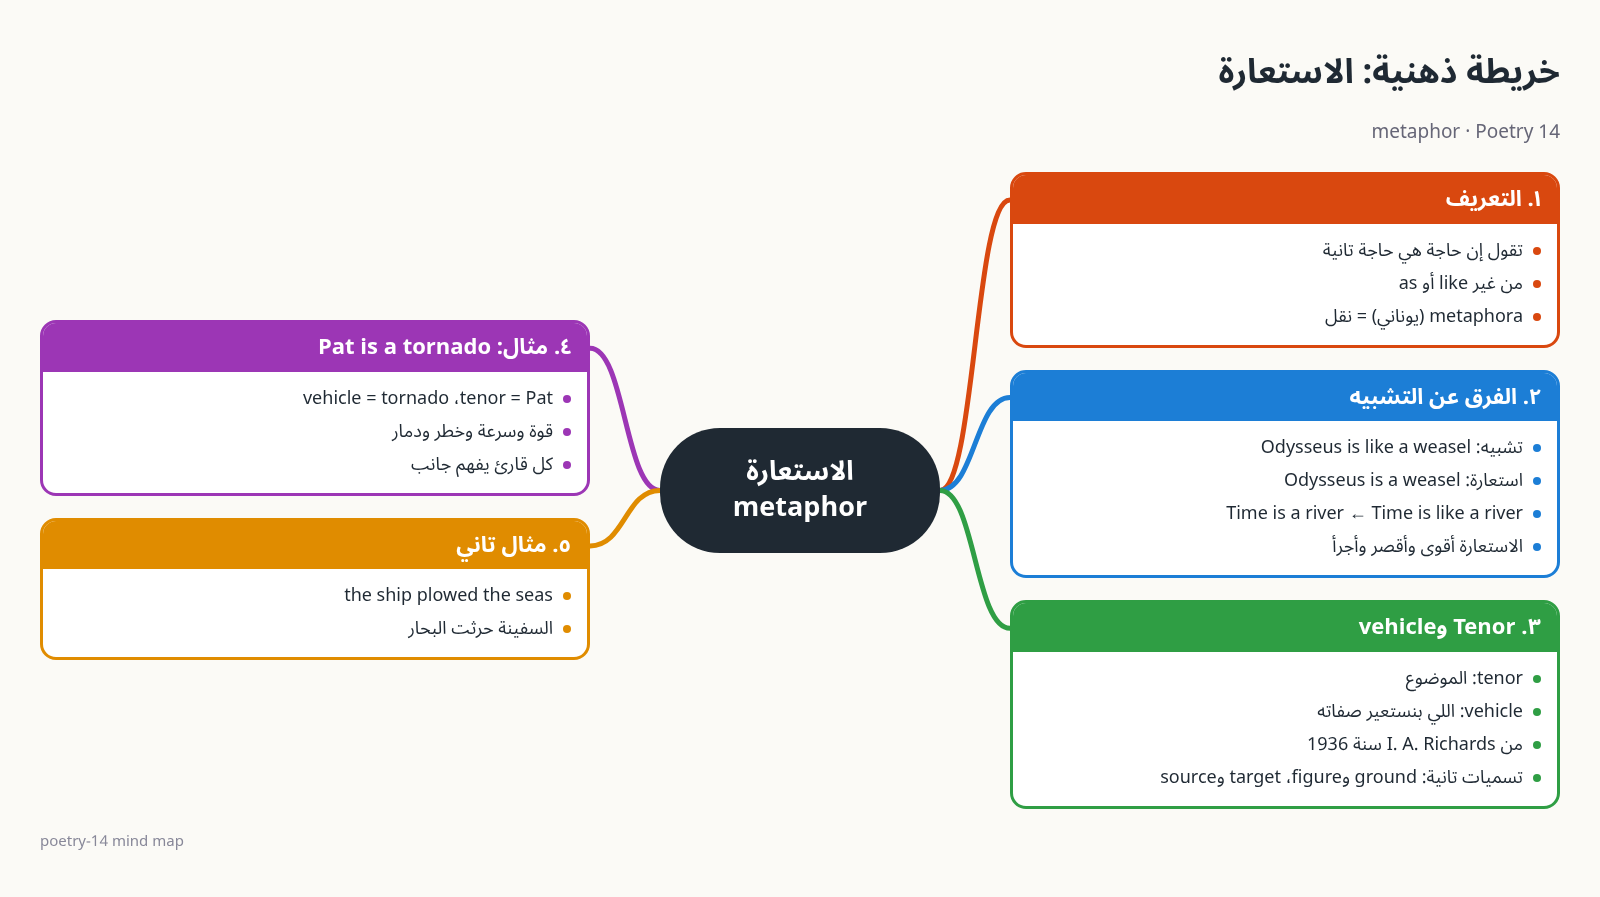 خريطة ذهنية: الاستعارة
metaphor · Poetry 14
١. التعريف
تقول إن حاجة هي حاجة تانية
من غير like أو as
metaphora (يوناني) = نقل
٢. الفرق عن التشبيه
تشبيه: Odysseus is like a weasel
استعارة: Odysseus is a weasel
Time is like a river ← Time is a river
الاستعارة أقوى وأقصر وأجرأ
٣. Tenor وvehicle
tenor: الموضوع
vehicle: اللي بنستعير صفاته
من I. A. Richards سنة 1936
تسميات تانية: ground وfigure، target وsource
الاستعارة
metaphor
٤. مثال: Pat is a tornado
tenor = Pat، vehicle = tornado
قوة وسرعة وخطر ودمار
كل قارئ يفهم جانب
٥. مثال تاني
the ship plowed the seas
السفينة حرثت البحار
poetry-14 mind map